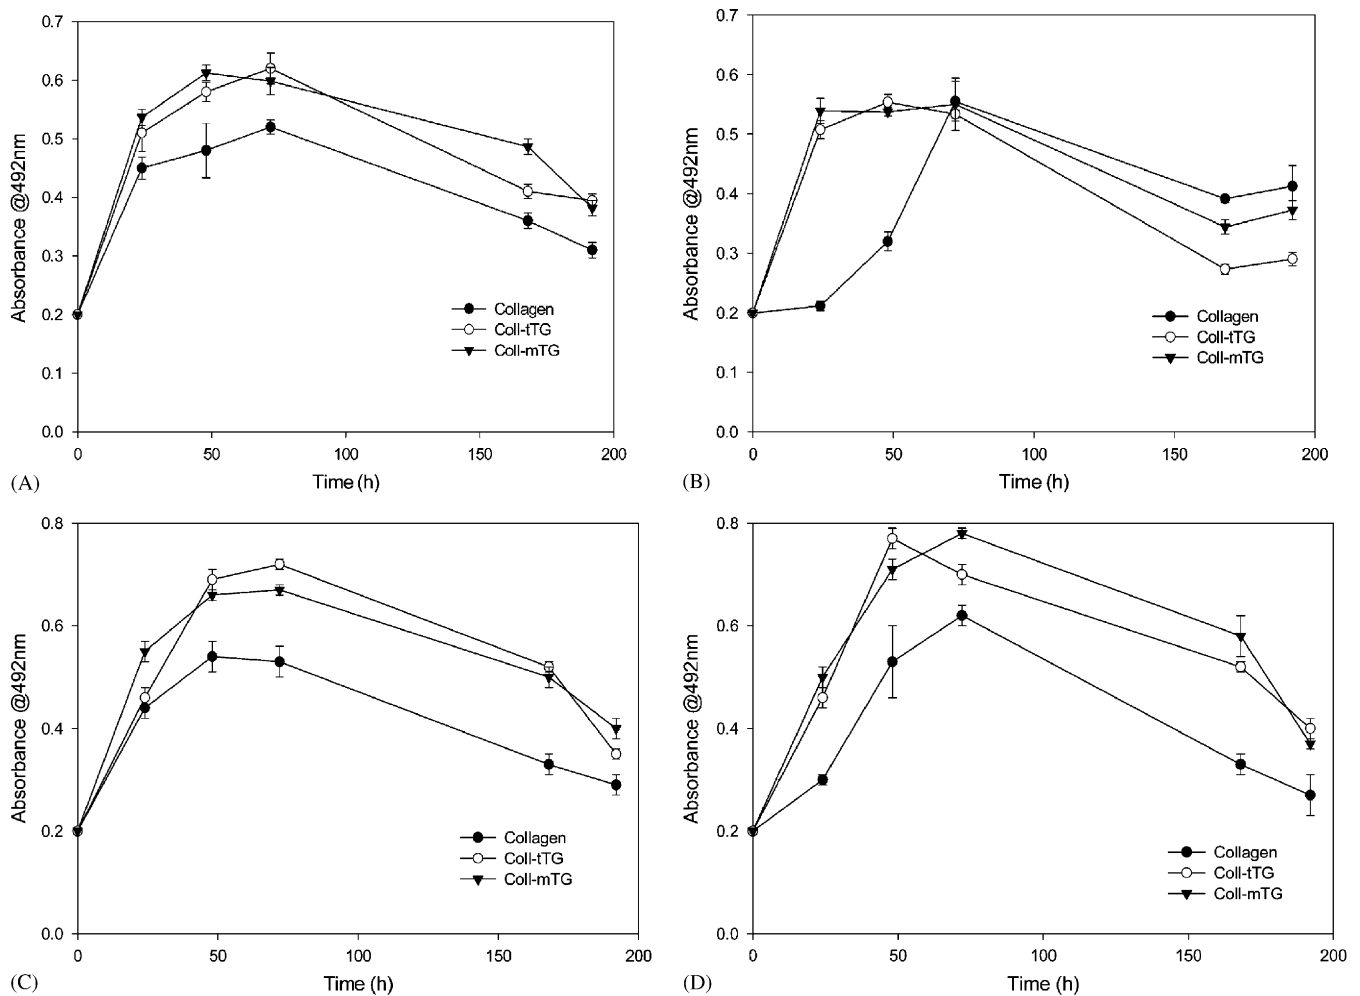 0.7
0.6
0.5
0.4
0.3
0.2
0.1
0.0
Absorbance @492nm
0 50 100 150 200
Time (h)
Collagen
Coll-tTG
Coll-mTG
(A)
0.7
0.6
0.5
0.4
0.3
0.2
0.1
0.0
Absorbance @492nm
0 50 100 150 200
Time (h)
Collagen
Coll-tTG
Coll-mTG
(B)
0.8
0.6
0.4
0.2
0.0
Absorbance @492nm
0 50 100 150 200
Time (h)
Collagen
Coll-tTG
Coll-mTG
(C)
0.8
0.6
0.4
0.2
0.0
Absorbance @492nm
0 50 100 150 200
Time (h)
Collagen
Coll-tTG
Coll-mTG
(D)